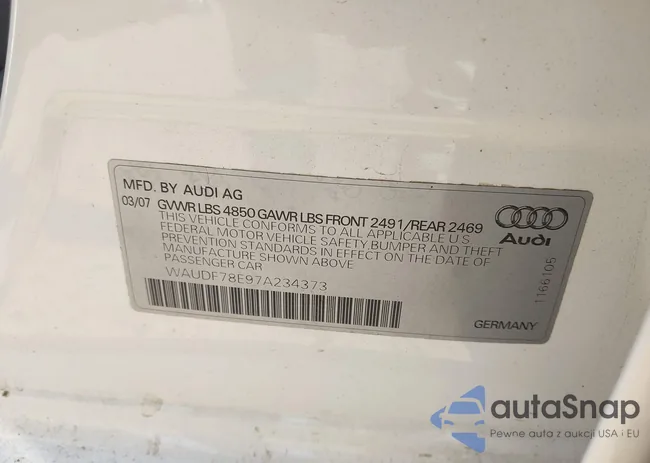 MFD. BY AUDI AG
03/07 GVWR LBS 4850 GAWR LBS FRONT 2491/REAR 2469
THIS VEHICLE CONFORMS TO ALL APPLICABLE U S
FEDERAL MOTOR VEHICLE SAFETY, BUMPER AND THEFT
PREVENTION STANDARDS IN EFFECT ON THE DATE OF
MANUFACTURE SHOWN ABOVE
PASSENGER CAR
WAUDF78E97A234373
Audi
1166105
GERMANY
autaSnap
Pewne auta z aukcji USA i EU